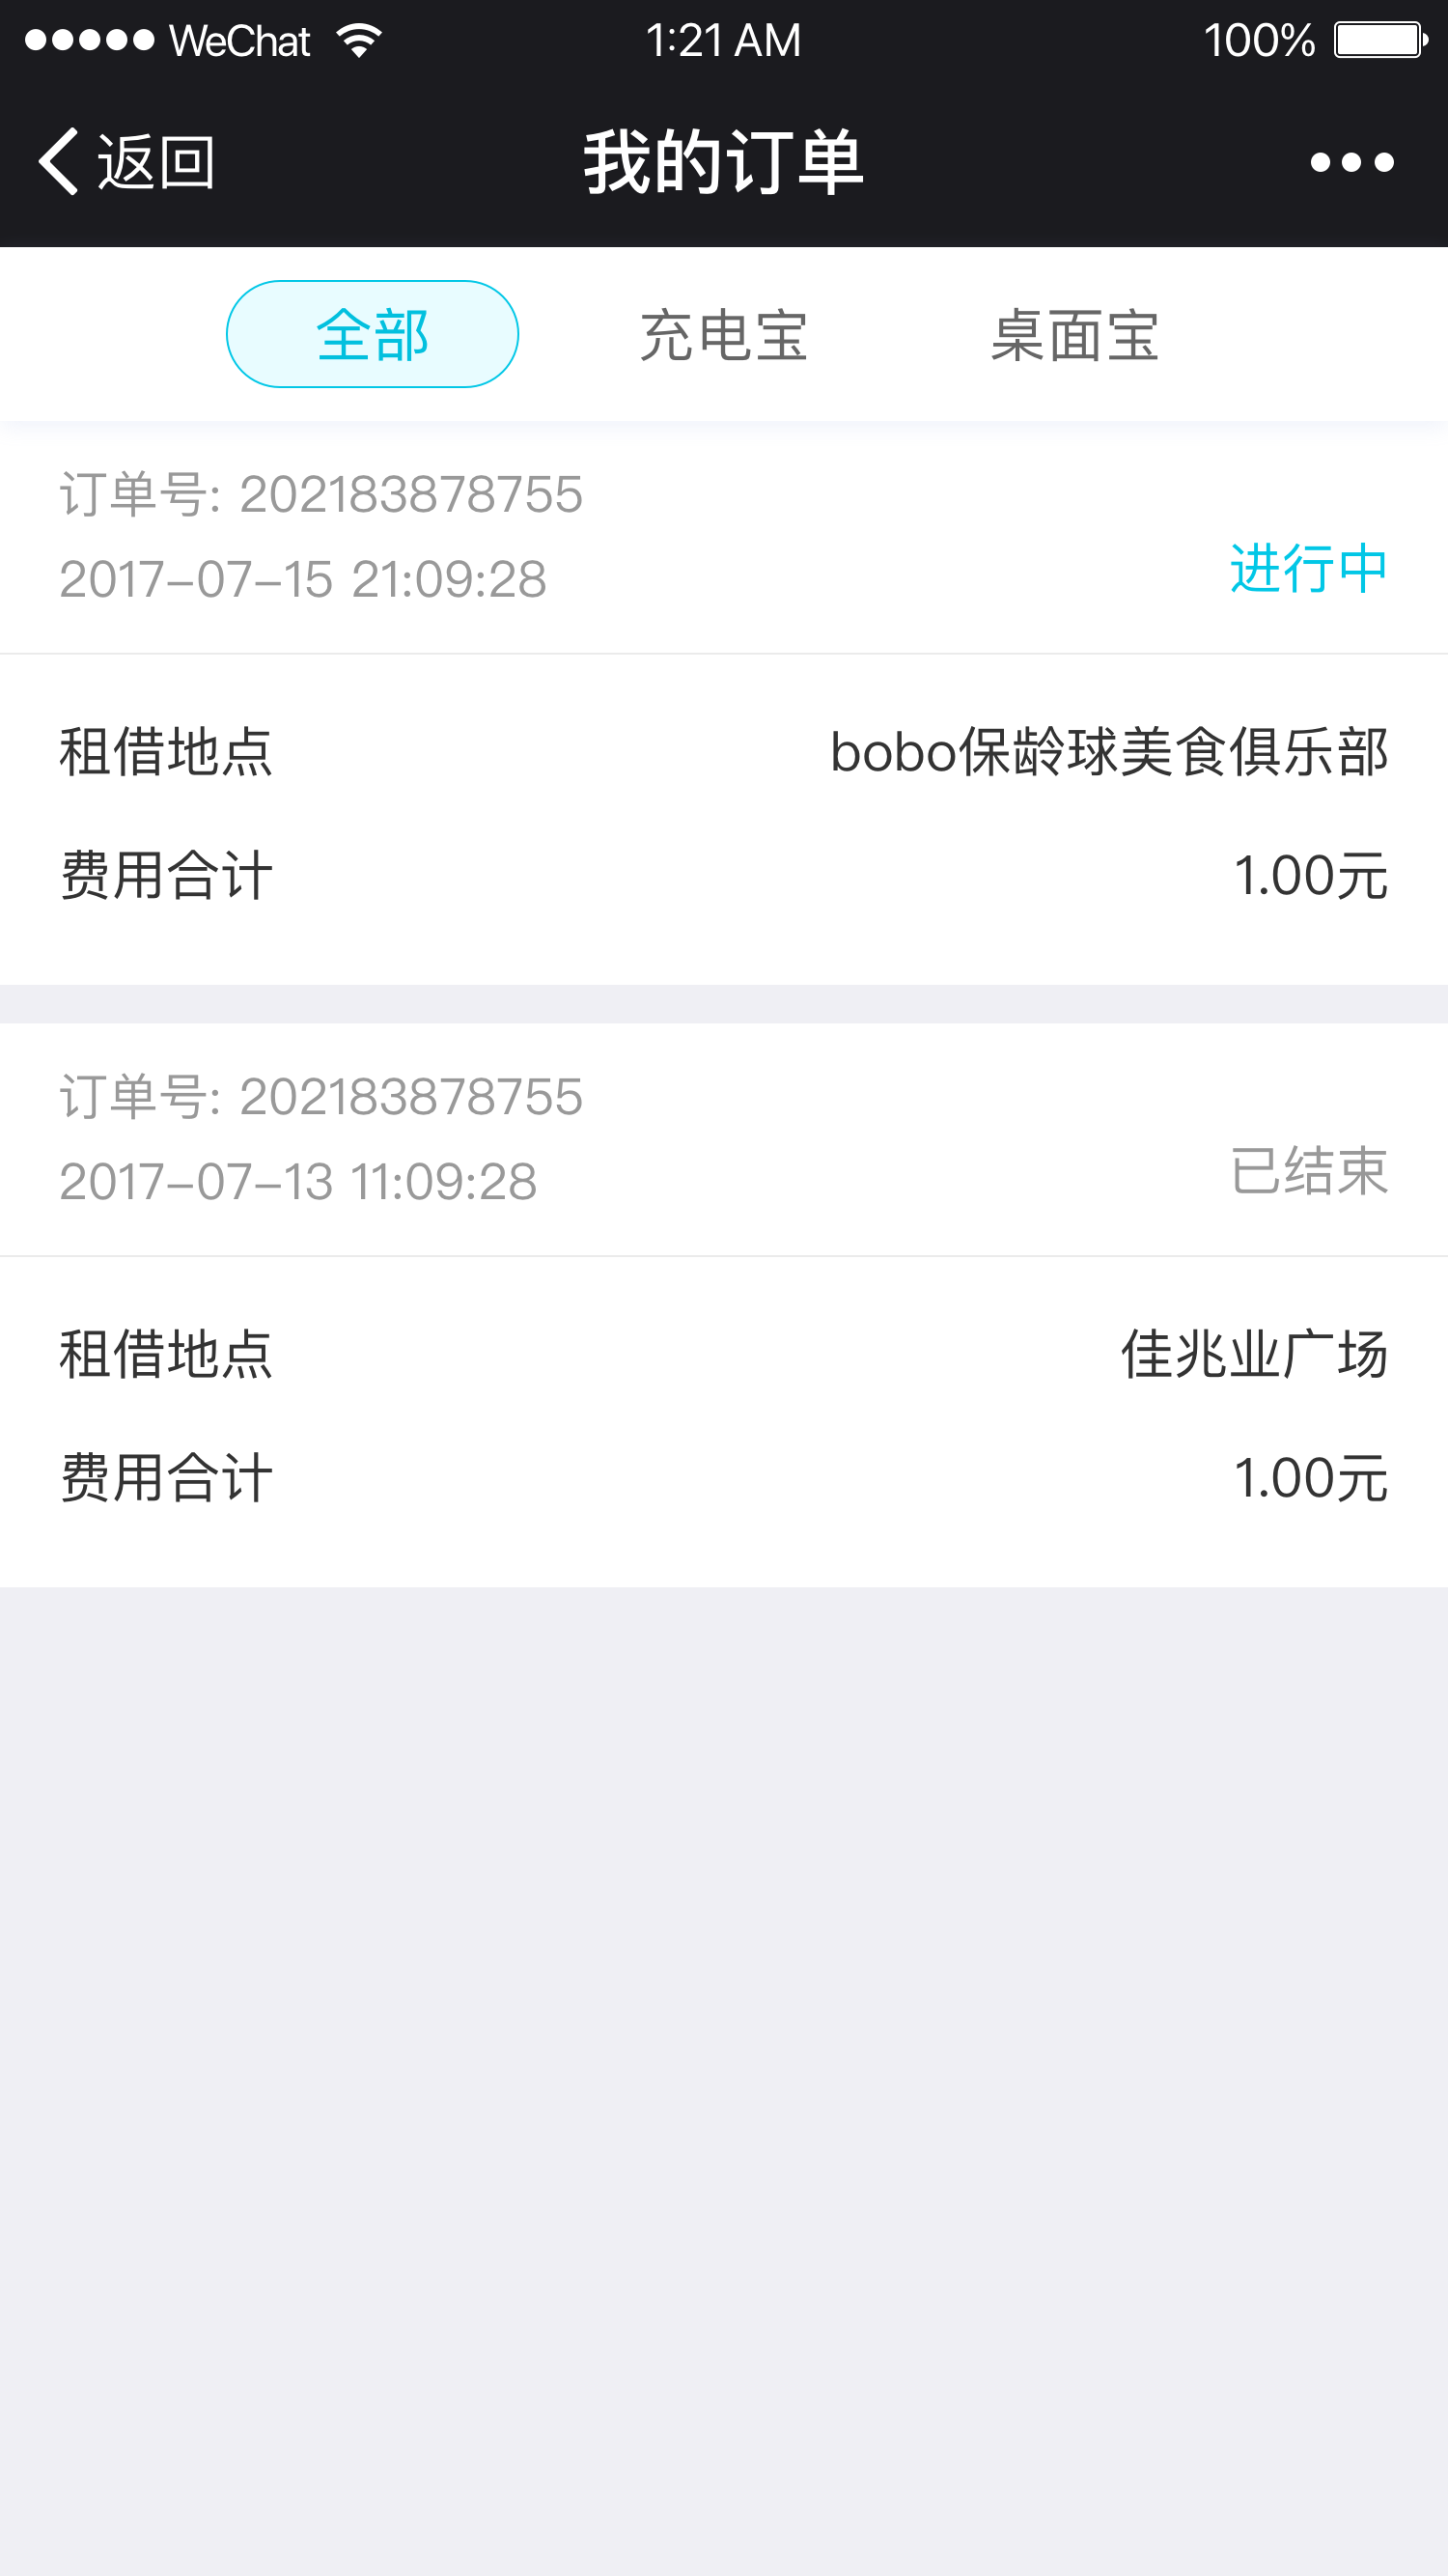 WeChat 1:21 AM 100%
返回 我的订单
全部 充电宝 桌面宝
订单号: 202183878755
2017-07-15 21:09:28
进行中
租借地点 bobo保龄球美食俱乐部
费用合计 1.00元
订单号: 202183878755
2017-07-13 11:09:28
已结束
租借地点 佳兆业广场
费用合计 1.00元